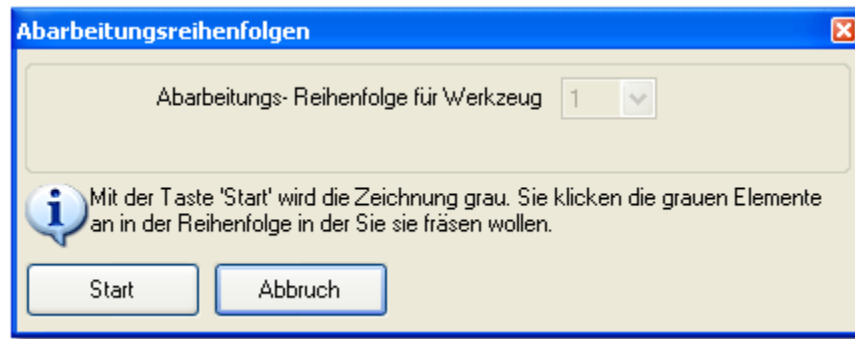 Abarbeitungsreihenfolgen
Abarbeitungs- Reihenfolge für Werkzeug 1
Mit der Taste 'Start' wird die Zeichnung grau. Sie klicken die grauen Elemente
an in der Reihenfolge in der Sie sie fräsen wollen.
Start Abbruch